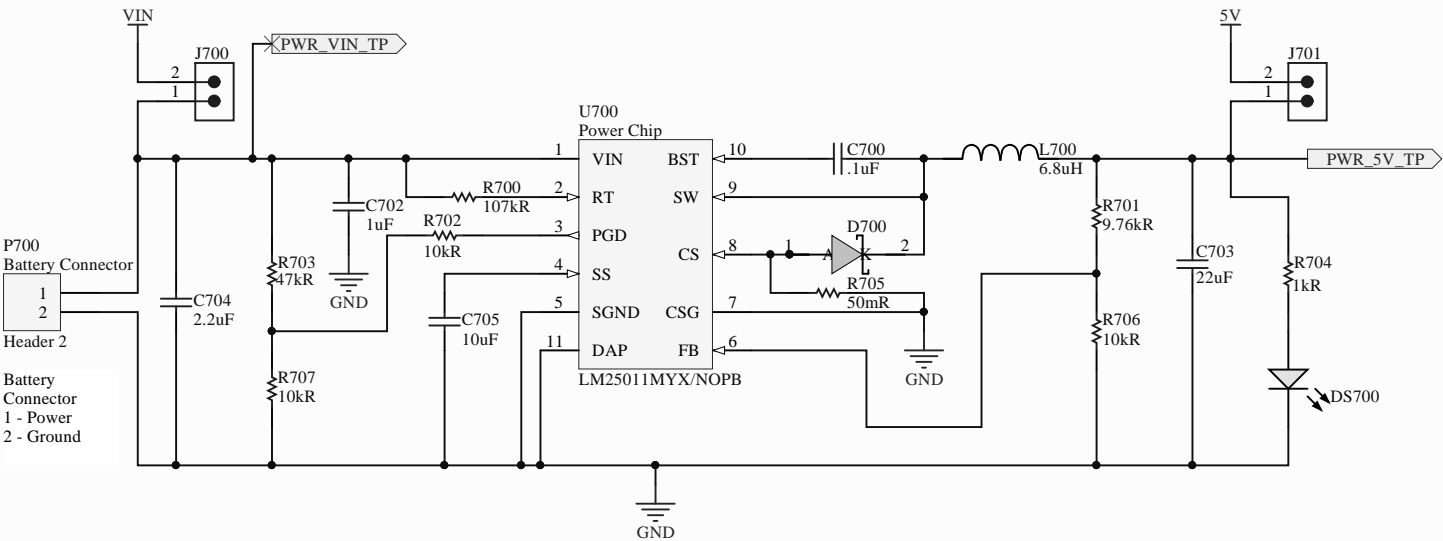 VIN
PWR_VIN_TP
J700
2
1
5V
J701
2
1
U700
Power Chip
1
VIN
BST
10
C700
.1uF
L700
6.8uH
PWR_5V_TP
R700
107kR
2
RT
SW
9
C702
1uF
R702
10kR
3
PGD
D700
1
A
K
2
CS
8
R701
9.76kR
P700
Battery Connector
1
2
Header 2
R703
47kR
GND
4
SS
R705
50mR
C703
22uF
R704
1kR
C704
2.2uF
C705
10uF
5
SGND
CSG
7
R706
10kR
11
DAP
FB
6
GND
LM25011MYX/NOPB
R707
10kR
Battery
Connector
1 - Power
2 - Ground
DS700
GND